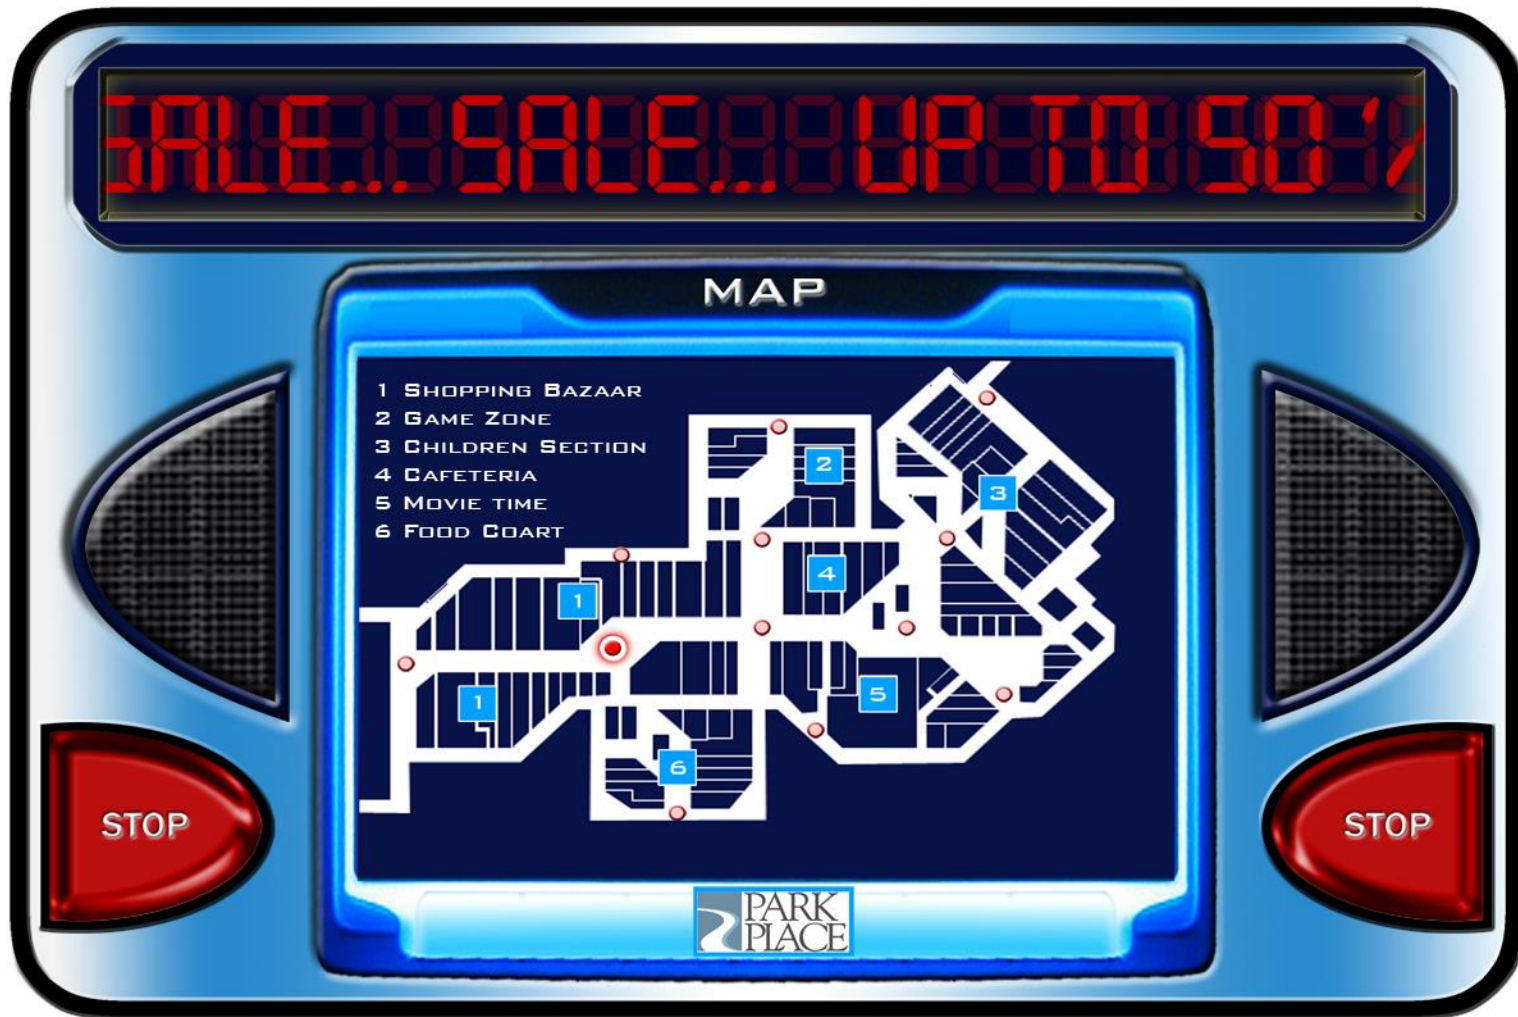 SALE... SALE... UP TO 50 %
MAP
1 SHOPPING BAZAAR
2 GAME ZONE
3 CHILDREN SECTION
4 CAFETERIA
5 MOVIE TIME
6 FOOD COART
2
3
4
1
1
5
6
STOP
STOP
PARK
PLACE